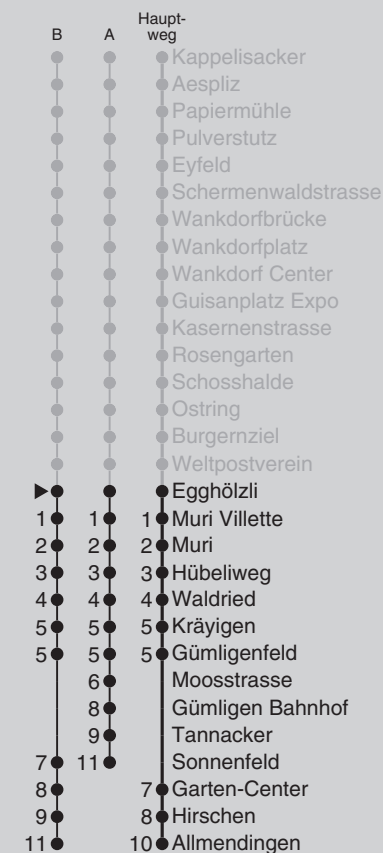 Haupt-
B A weg
Kappelisacker
Aespliz
Papiermühle
Pulverstutz
Eyfeld
Schermenwaldstrasse
Wankdorfbrücke
Wankdorfplatz
Wankdorf Center
Guisanplatz Expo
Kasernenstrasse
Rosengarten
Schosshalde
Ostring
Burgernziel
Weltpostverein
Egghölzli
1 1 1 Muri Villette
2 2 2 Muri
3 3 3 Hübeliweg
4 4 4 Waldried
5 5 5 Kräyigen
5 5 5 Gümligenfeld
6 Moosstrasse
8 Gümligen Bahnhof
9 Tannacker
7 11 Sonnenfeld
8 7 Garten-Center
9 8 Hirschen
11 10 Allmendingen